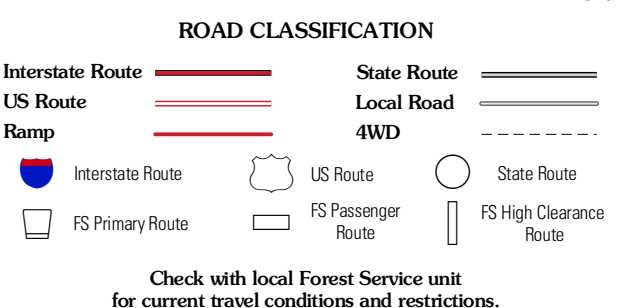 ROAD CLASSIFICATION
Interstate Route
State Route
US Route
Local Road
Ramp
4WD
Interstate Route
US Route
State Route
FS Primary Route
FS Passenger
Route
FS High Clearance
Route
Check with local Forest Service unit
for current travel conditions and restrictions.